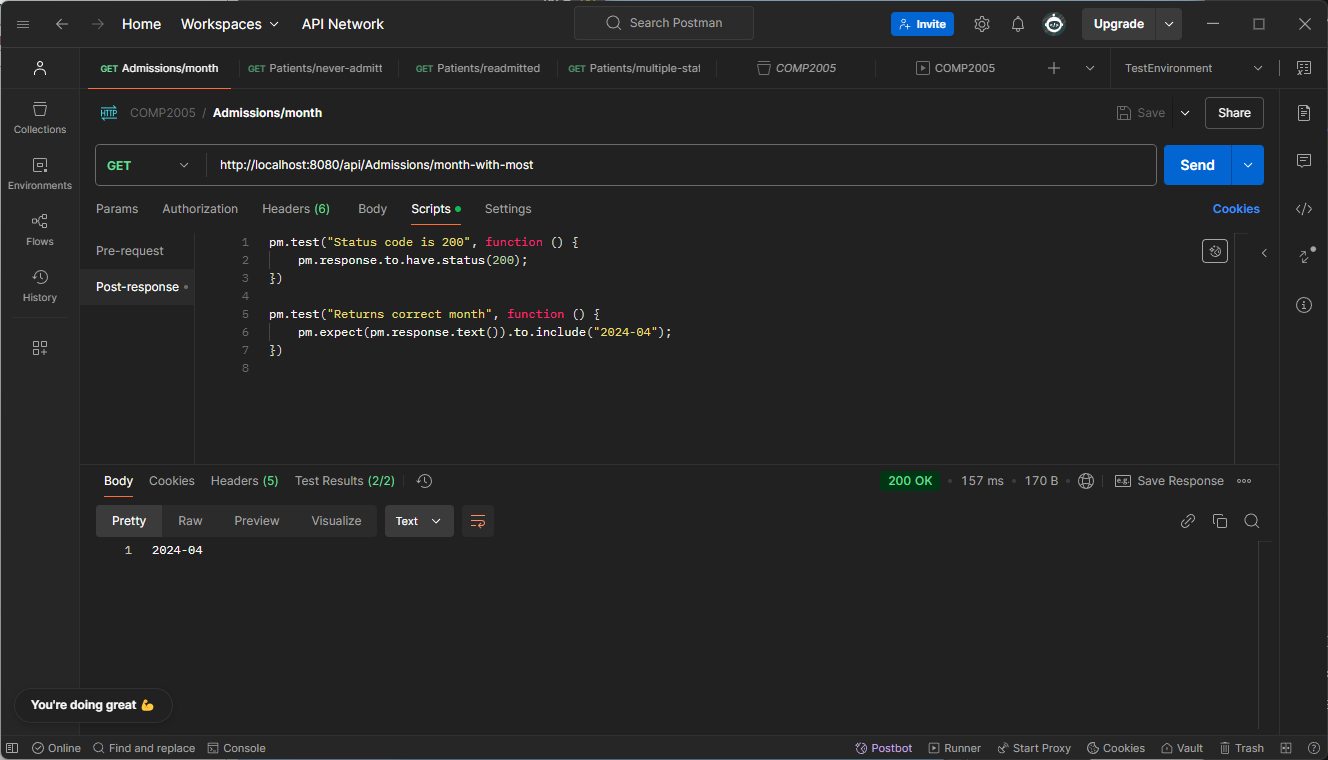 Home Workspaces API Network Search Postman Invite Upgrade
GET Admissions/month GET Patients/never-admitt GET Patients/readmitted GET Patients/multiple-staf COMP2005 COMP2005 TestEnvironment
HTTP COMP2005 / Admissions/month Save Share
Collections
GET http://localhost:8080/api/Admissions/month-with-most Send
Environments
Params Authorization Headers (6) Body Scripts Settings Cookies
Flows
Pre-request
Post-response
History
1 pm.test("Status code is 200", function () {
2 pm.response.to.have.status(200);
3 })
4
5 pm.test("Returns correct month", function () {
6 pm.expect(pm.response.text()).to.include("2024-04");
7 })
8
Body Cookies Headers (5) Test Results (2/2) 200 OK 157 ms 170 B e.g. Save Response
Pretty Raw Preview Visualize Text
1 2024-04
You're doing great 💪
Online Find and replace Console Postbot Runner Start Proxy Cookies Vault Trash